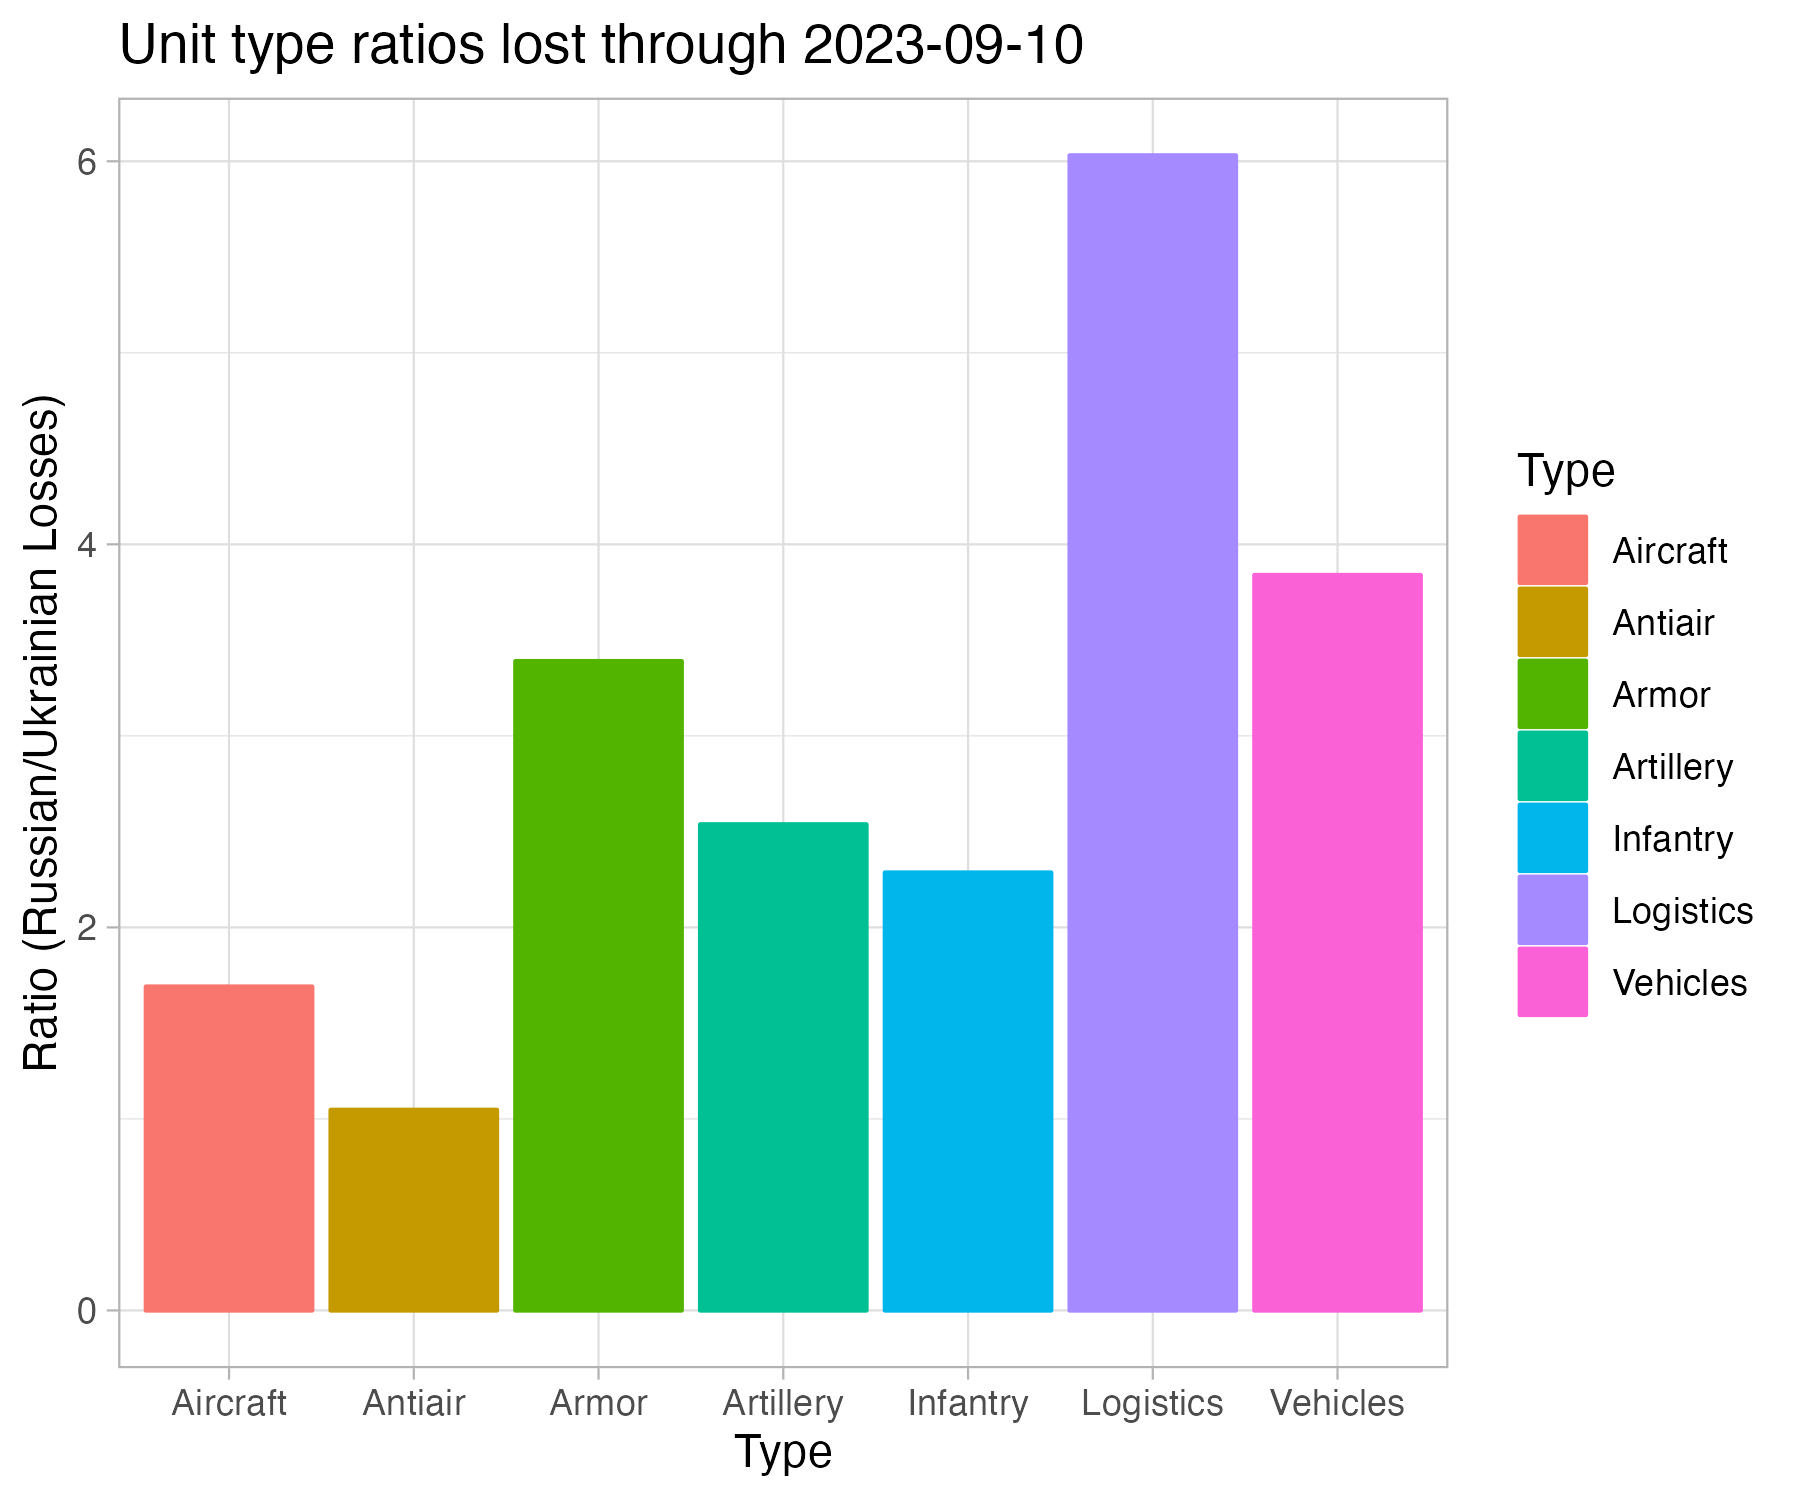 Unit type ratios lost through 2023-09-10
Ratio (Russian/Ukrainian Losses)
6
4
2
0
Aircraft
Antiair
Armor
Artillery
Infantry
Logistics
Vehicles
Type
Type
Aircraft
Antiair
Armor
Artillery
Infantry
Logistics
Vehicles